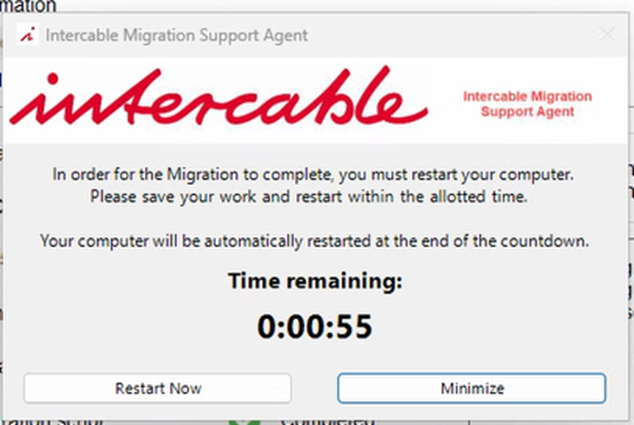 mation
Intercable Migration Support Agent
intercable
Intercable Migration
Support Agent
In order for the Migration to complete, you must restart your computer.
Please save your work and restart within the allotted time.
Your computer will be automatically restarted at the end of the countdown.
Time remaining:
0:00:55
Restart Now
Minimize
Completed